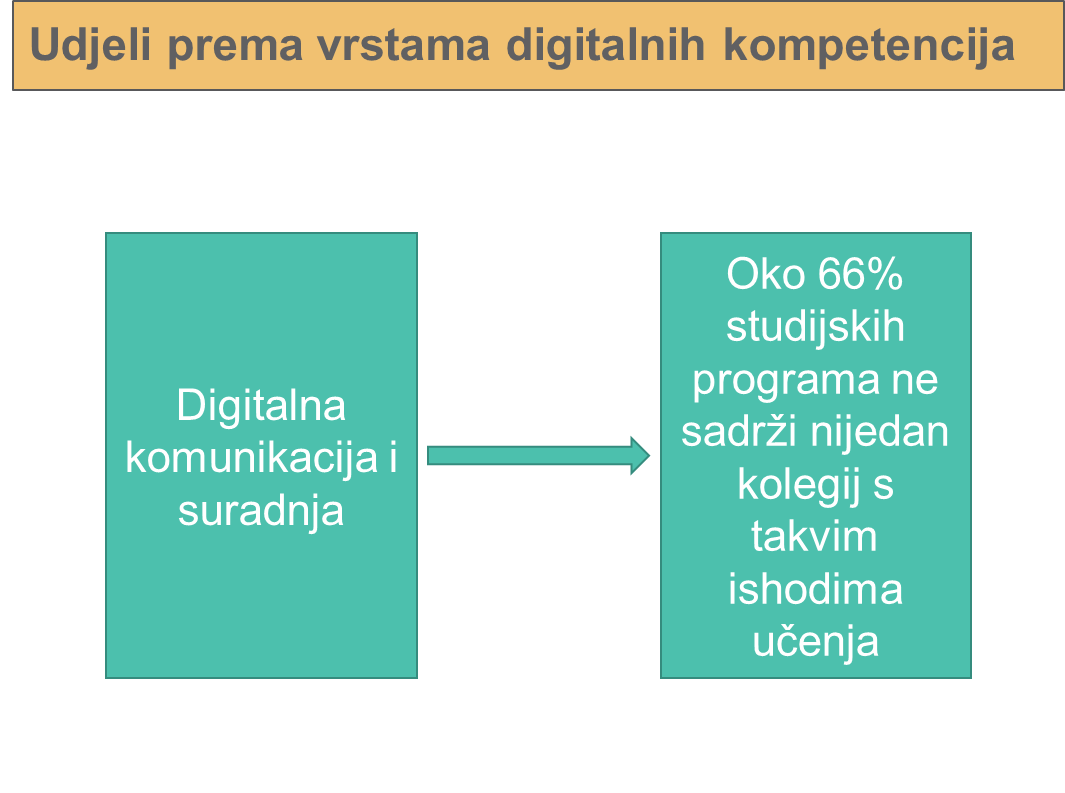 Udjeli prema vrstama digitalnih kompetencija
Digitalna
komunikacija i
suradnja
Oko 66%
studijskih
programa ne
sadrži nijedan
kolegij s
takvim
ishodima
učenja